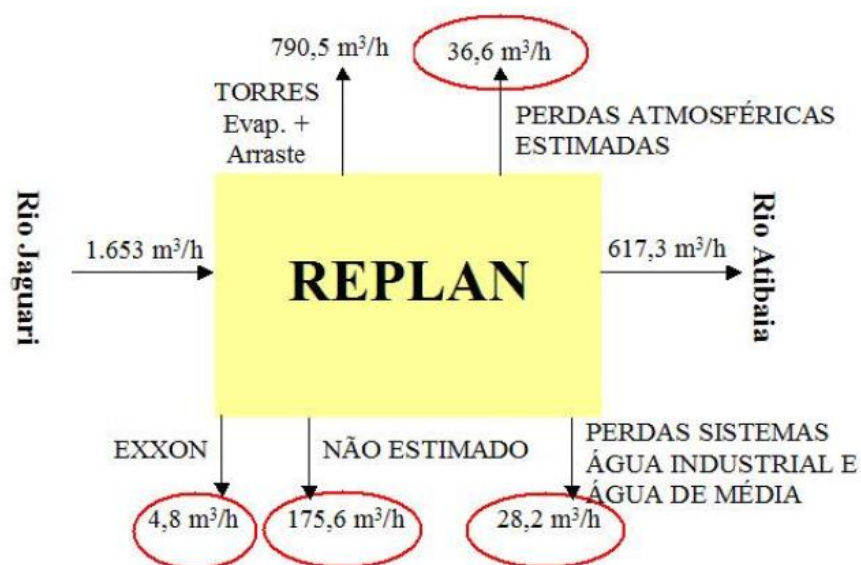 790,5 m³/h
36,6 m³/h
TORRES
Evap. +
Arraste
PERDAS ATMOSFÉRICAS
ESTIMADAS
Rio Jaguari
1.653 m³/h
REPLAN
617,3 m³/h
Rio Atibaia
EXXON
NÃO ESTIMADO
PERDAS SISTEMAS
ÁGUA INDUSTRIAL E
ÁGUA DE MÉDIA
4,8 m³/h
175,6 m³/h
28,2 m³/h